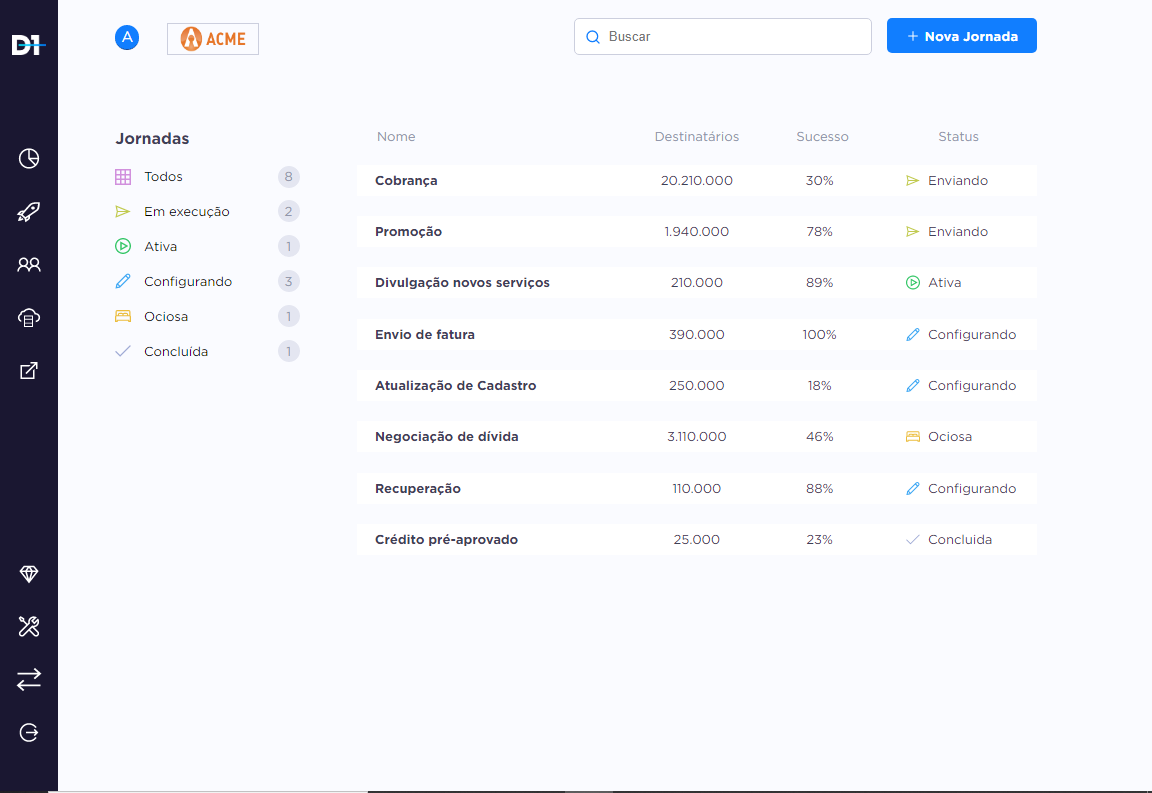 D1
A
ACME
Buscar
+ Nova Jornada
Jornadas
Todos 8
Em execução 2
Ativa 1
Configurando 3
Ociosa 1
Concluída 1
Nome Destinatários Sucesso Status
Cobrança 20.210.000 30% Enviando
Promoção 1.940.000 78% Enviando
Divulgação novos serviços 210.000 89% Ativa
Envio de fatura 390.000 100% Configurando
Atualização de Cadastro 250.000 18% Configurando
Negociação de dívida 3.110.000 46% Ociosa
Recuperação 110.000 88% Configurando
Crédito pré-aprovado 25.000 23% Concluida